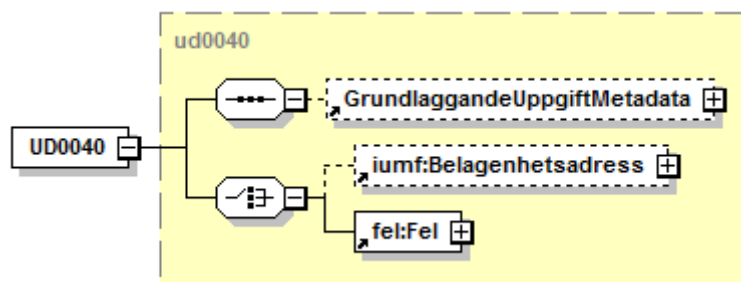 ud0040
GrundlaggandeUppgiftMetadata
UD0040
iumf:Belagenhetsadress
fel:Fel